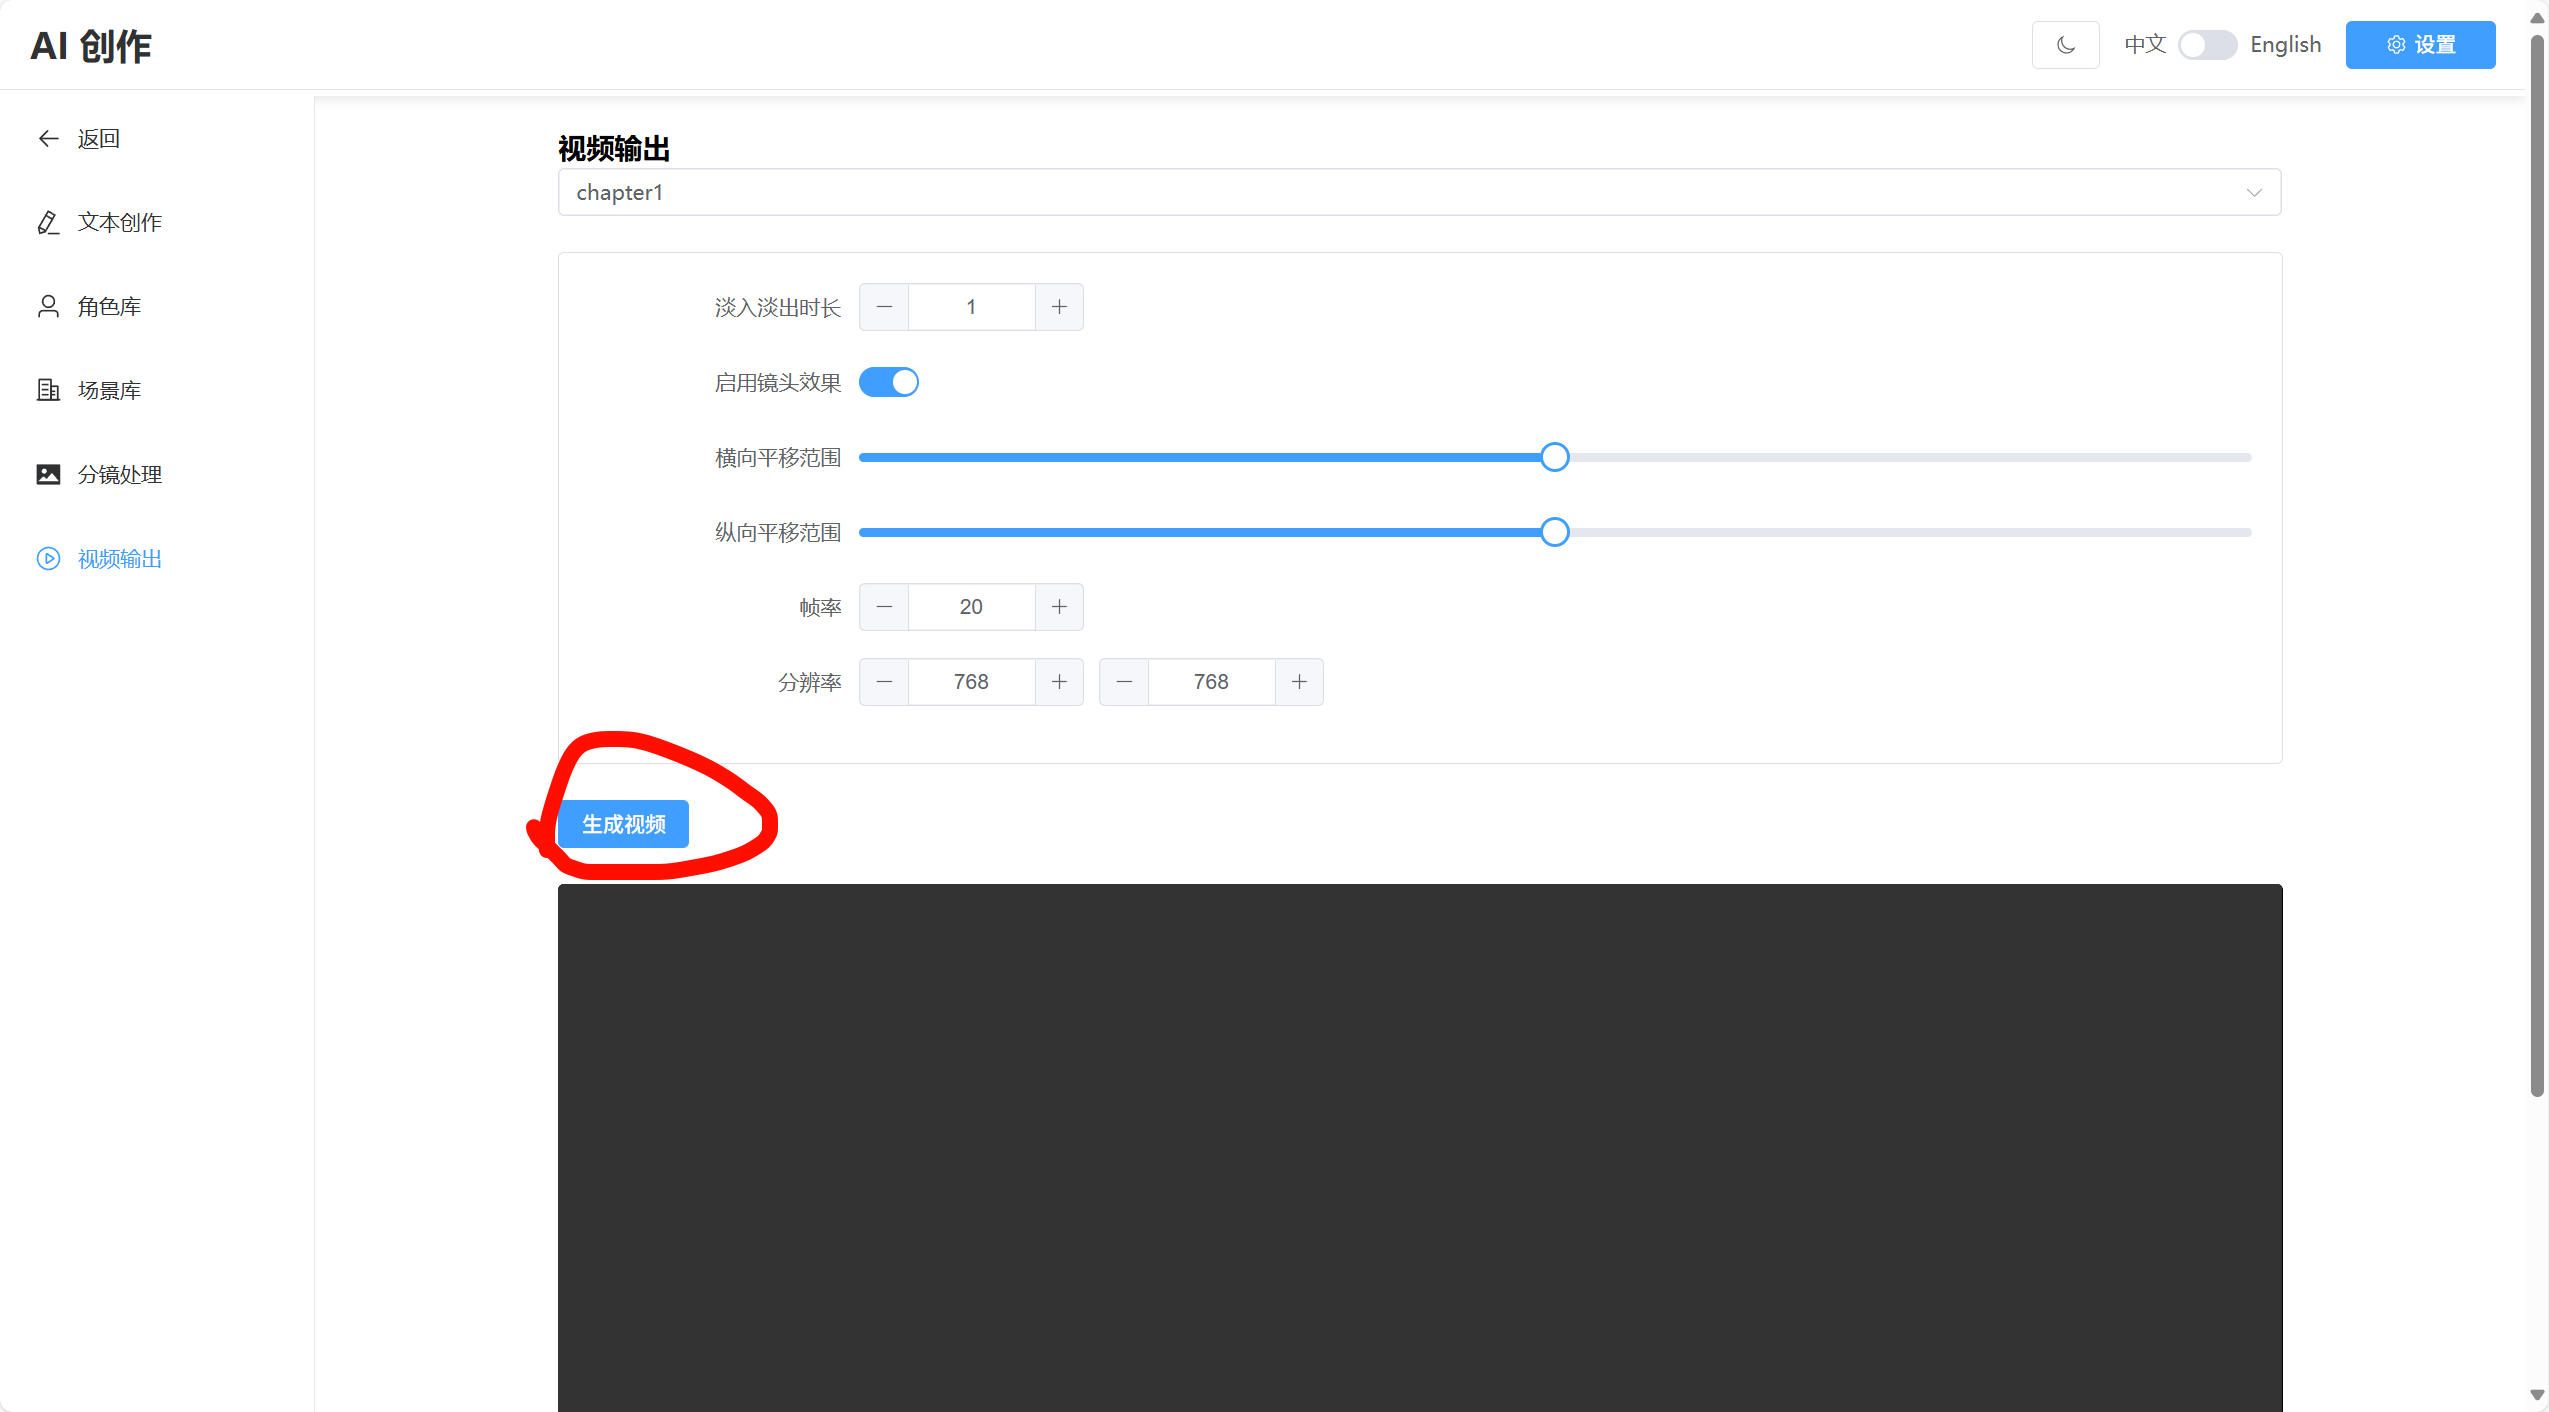 AI 创作
中文 English 设置
返回
文本创作
角色库
场景库
分镜处理
视频输出
视频输出
chapter1
淡入淡出时长 1
启用镜头效果
横向平移范围
纵向平移范围
帧率 20
分辨率 768 768
生成视频